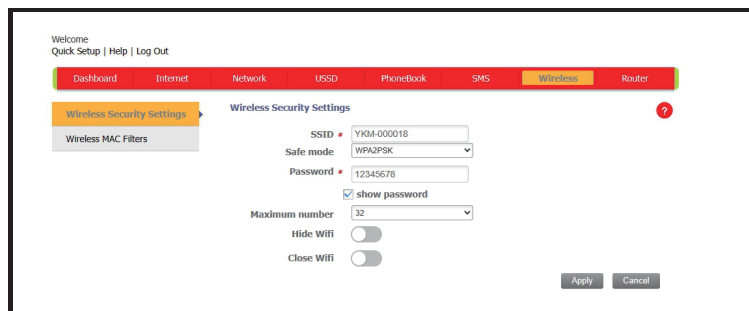 Welcome
Quick Setup | Help | Log Out
Dashboard Internet Network USSD PhoneBook SMS Wireless Router
Wireless Security Settings
Wireless MAC Filters
Wireless Security Settings
?
SSID * YKM-000018
Safe mode WPA2PSK
Password * 12345678
show password
Maximum number 32
Hide Wifi
Close Wifi
Apply Cancel